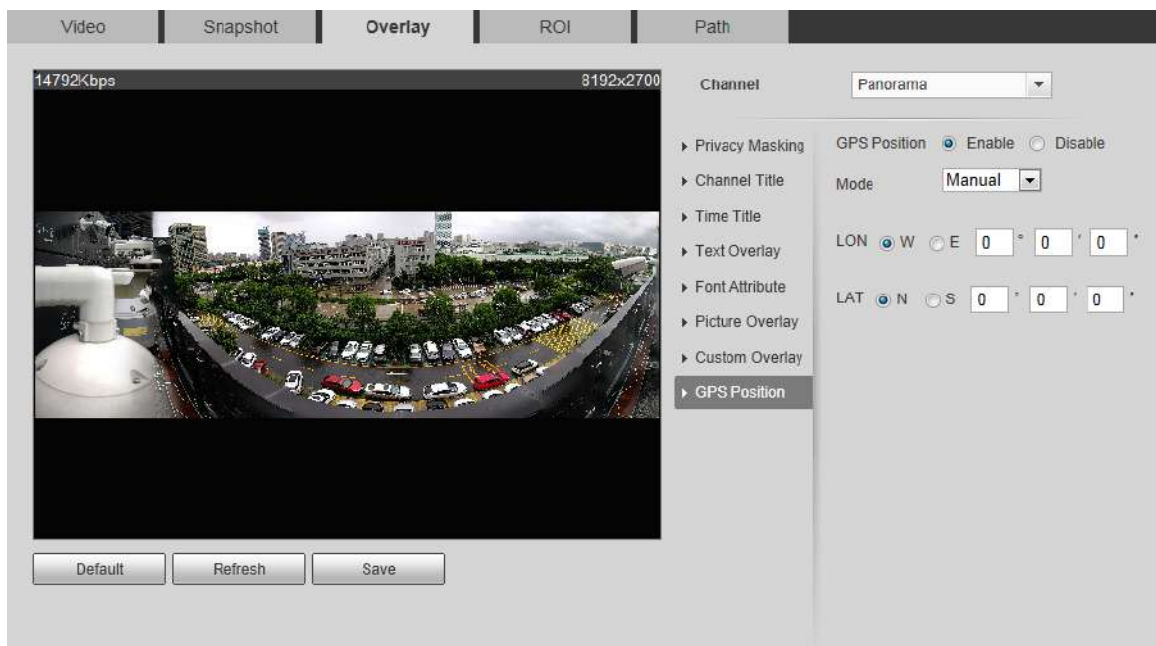 Video Snapshot Overlay ROI Path
14792Kbps 8192x2700
Channel Panorama
Privacy Masking
Channel Title
Time Title
Text Overlay
Font Attribute
Picture Overlay
Custom Overlay
GPS Position
GPS Position Enable Disable
Mode Manual
LON W E 0 ° 0 ' 0 "
LAT N S 0 ° 0 ' 0 "
Default Refresh Save